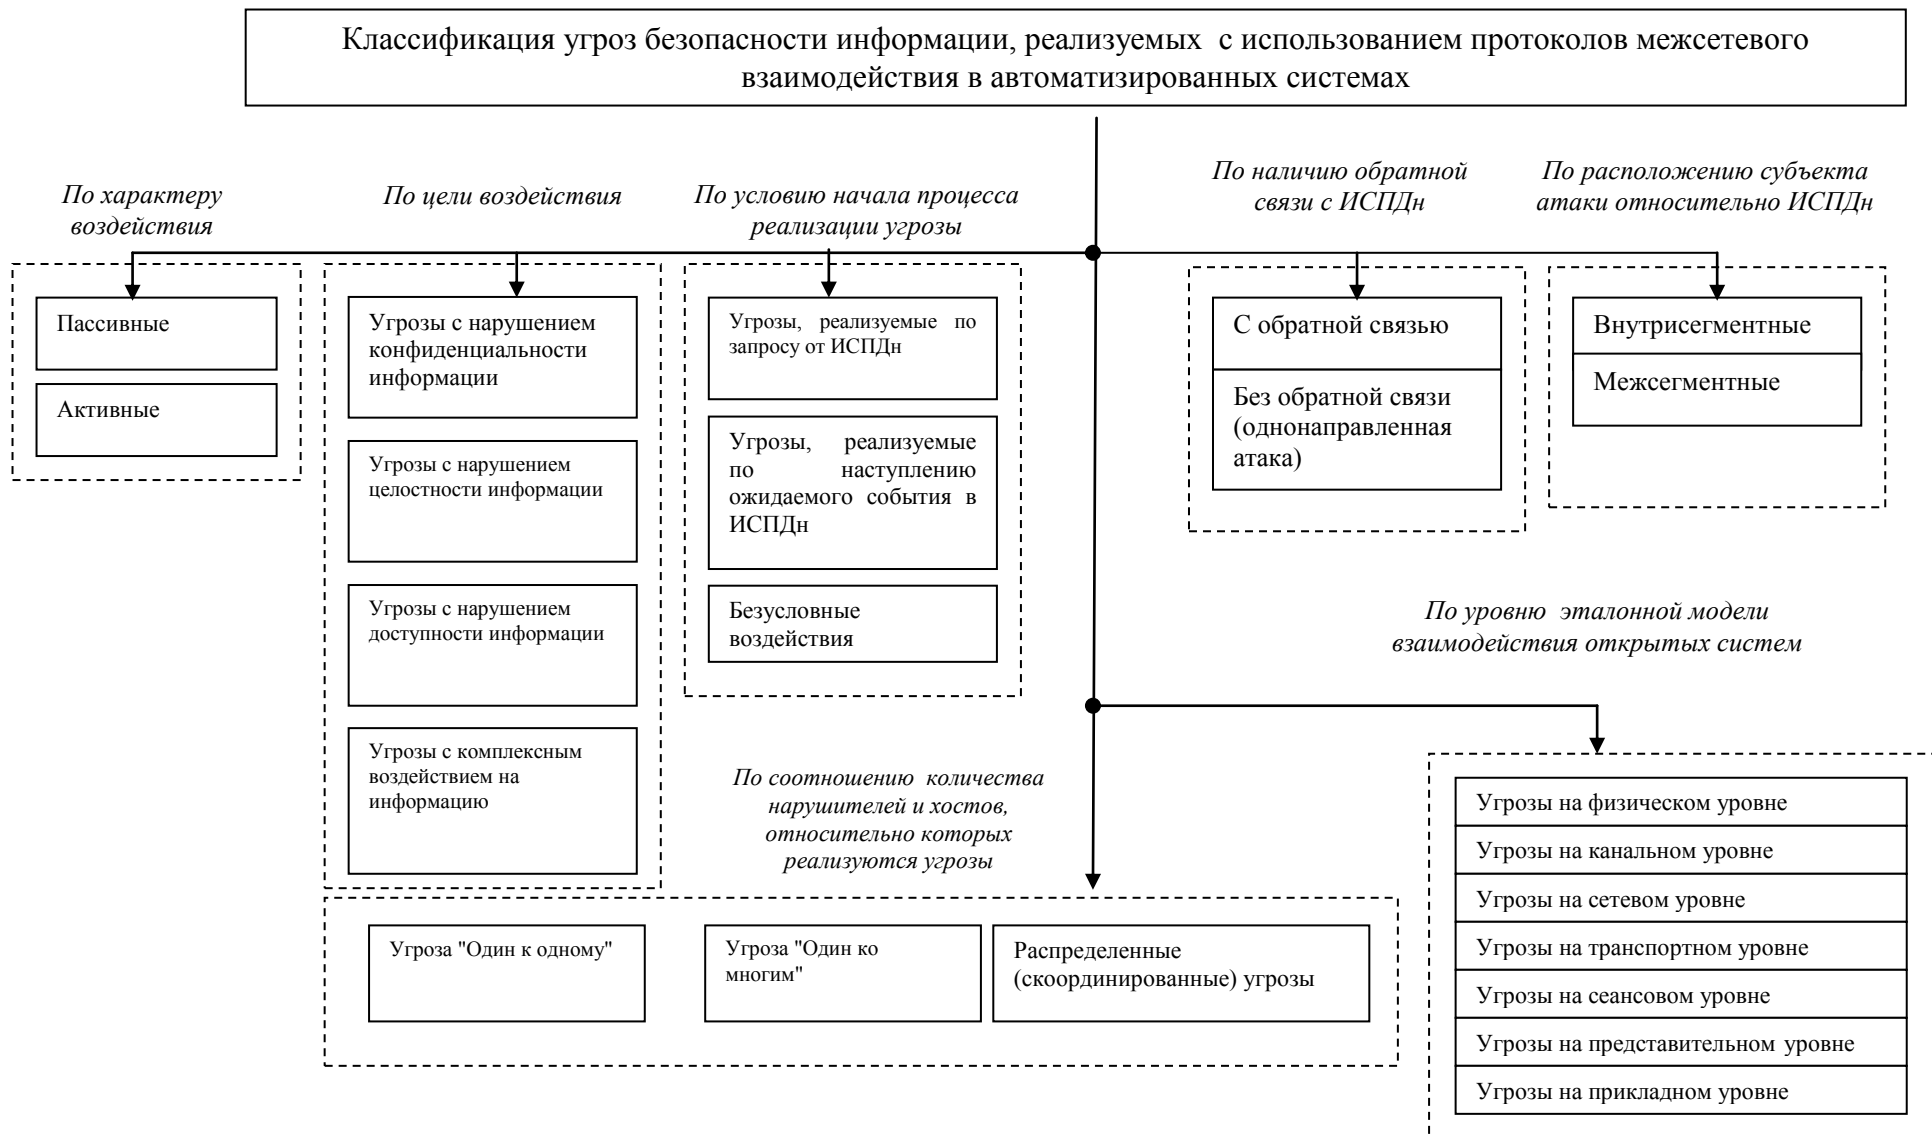 Классификация угроз безопасности информации, реализуемых с использованием протоколов межсетевого
взаимодействия в автоматизированных системах
По характеру
воздействия
Пассивные
Активные
По цели воздействия
Угрозы с нарушением
конфиденциальности
информации
Угрозы с нарушением
целостности информации
Угрозы с нарушением
доступности информации
Угрозы с комплексным
воздействием на
информацию
По условию начала процесса
реализации угрозы
Угрозы, реализуемые по
запросу от ИСПДн
Угрозы, реализуемые
по наступлению
ожидаемого события в
ИСПДн
Безусловные
воздействия
По наличию обратной
связи с ИСПДн
С обратной связью
Без обратной связи
(однонаправленная
атака)
По расположению субъекта
атаки относительно ИСПДн
Внутрисегментные
Межсегментные
По соотношению количества
нарушителей и хостов,
относительно которых
реализуются угрозы
Угроза "Один к одному"
Угроза "Один ко
многим"
Распределенные
(скоординированные) угрозы
По уровню эталонной модели
взаимодействия открытых систем
Угрозы на физическом уровне
Угрозы на канальном уровне
Угрозы на сетевом уровне
Угрозы на транспортном уровне
Угрозы на сеансовом уровне
Угрозы на представительном уровне
Угрозы на прикладном уровне